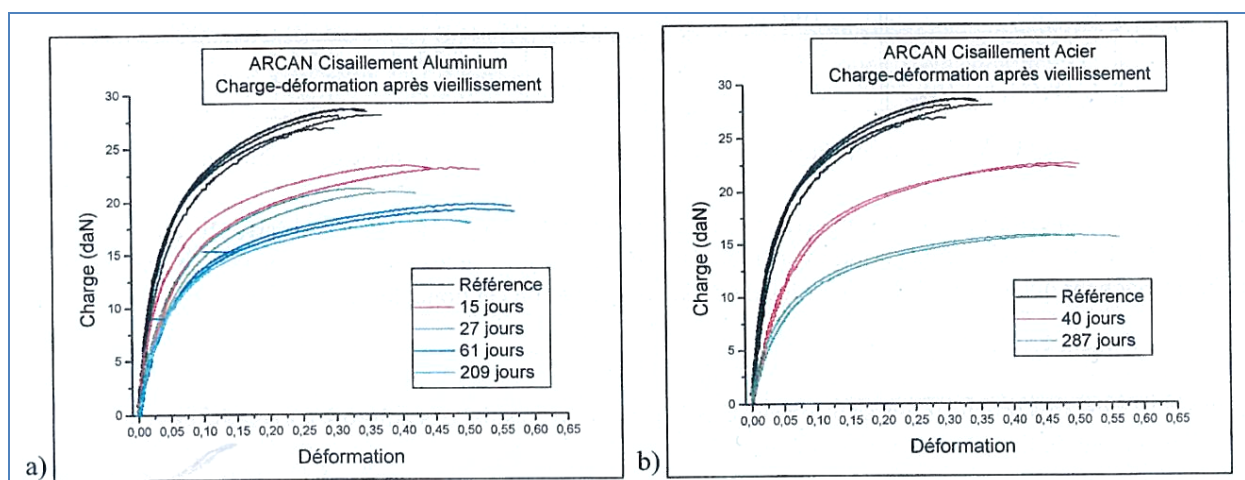 ARCAN Cisaillement Aluminium
Charge-déformation après vieillissement
30
25
20
15
10
5
0
Charge (daN)
Référence
15 jours
27 jours
61 jours
209 jours
0,00 0,05 0,10 0,15 0,20 0,25 0,30 0,35 0,40 0,45 0,50 0,55 0,60 0,65
Déformation
a)
ARCAN Cisaillement Acier
Charge-déformation après vieillissement
30
25
20
15
10
5
0
Charge (daN)
Référence
40 jours
287 jours
0,00 0,05 0,10 0,15 0,20 0,25 0,30 0,35 0,40 0,45 0,50 0,55 0,60 0,65
Déformation
b)